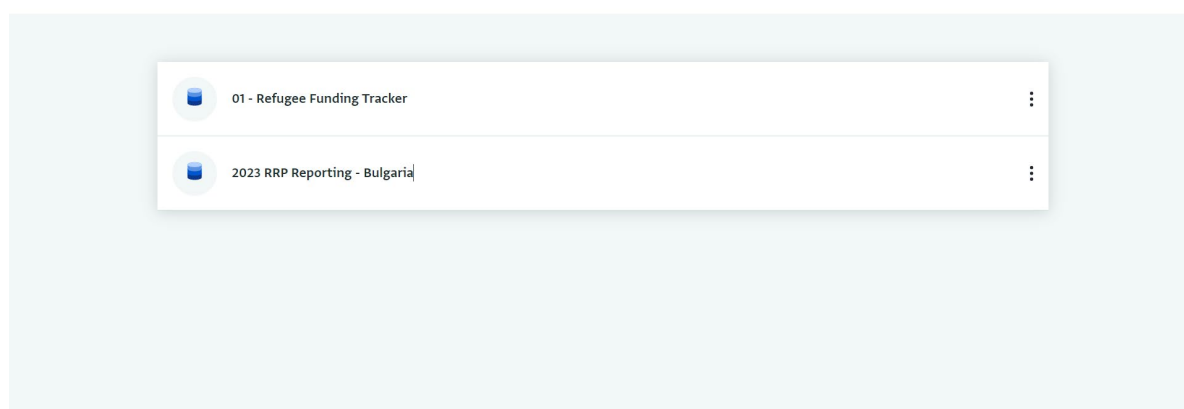 01 - Refugee Funding Tracker
2023 RRP Reporting - Bulgaria